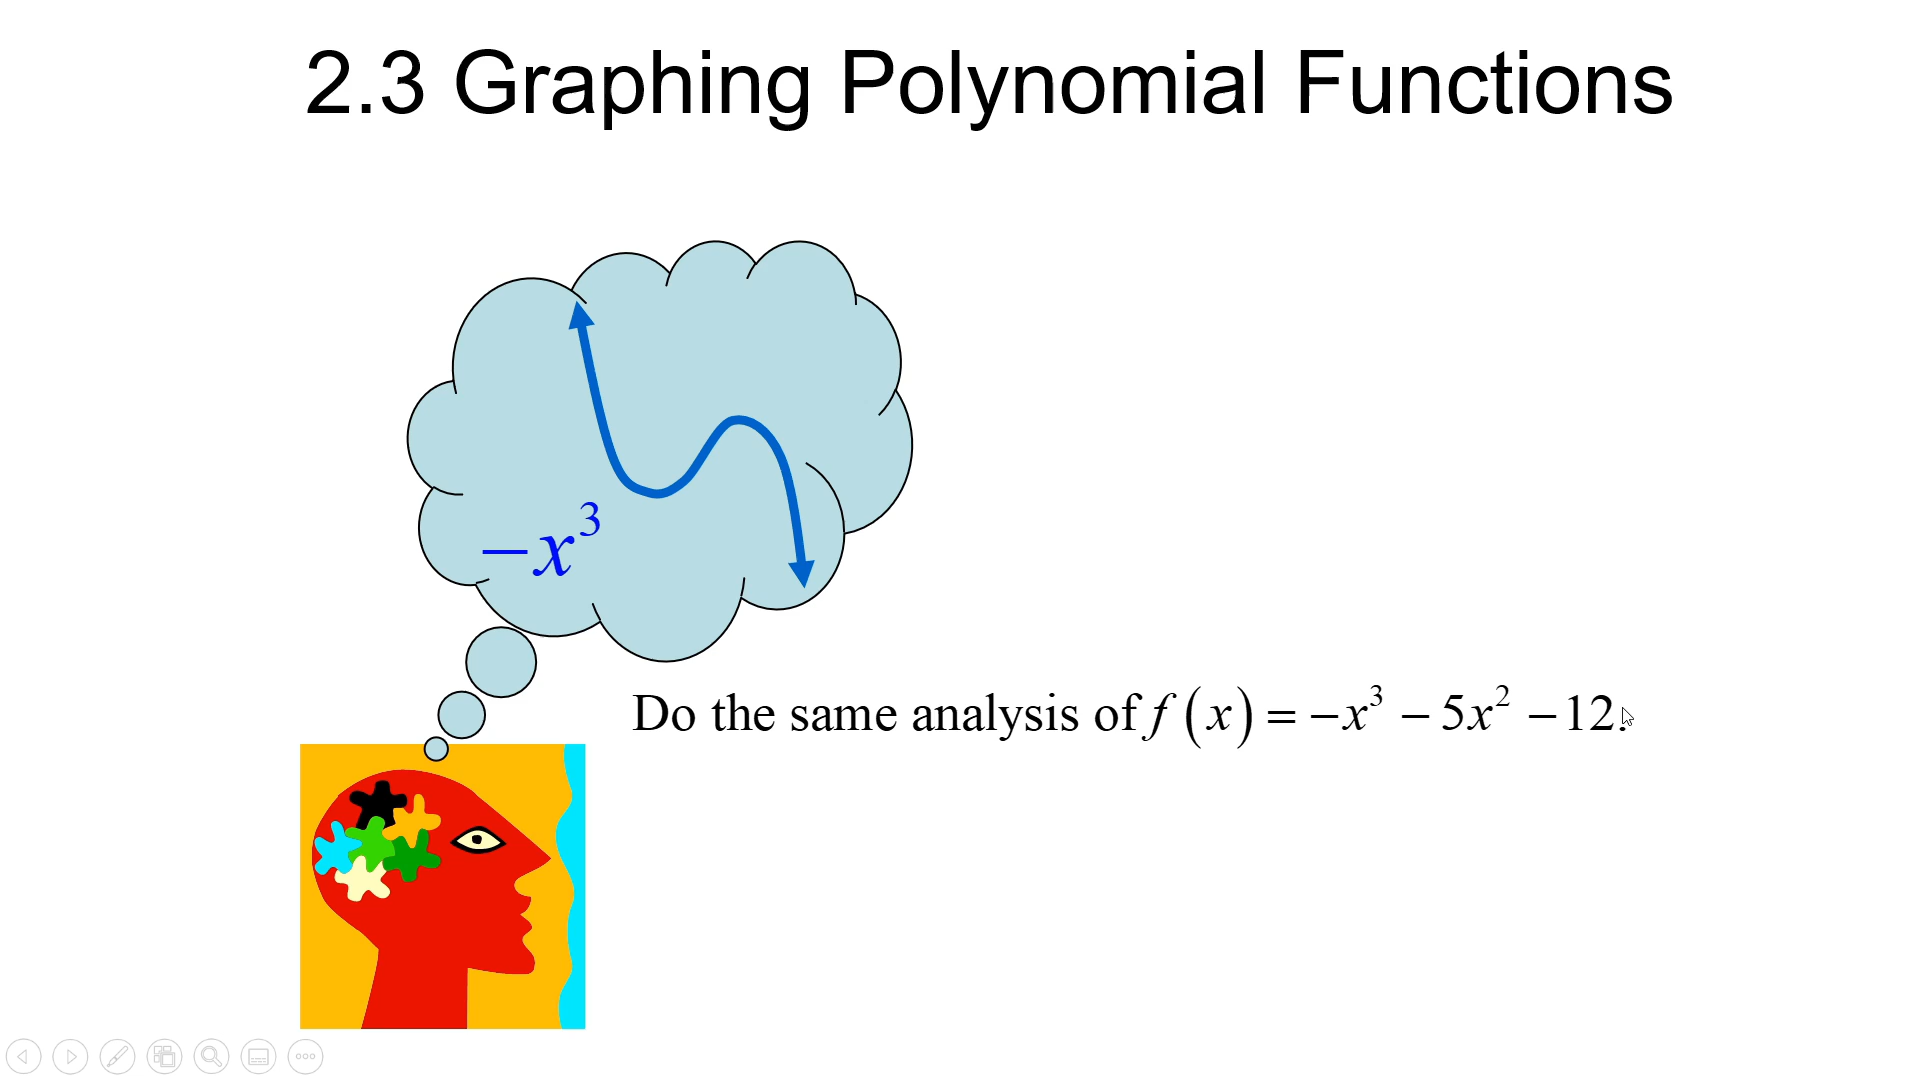 2.3 Graphing Polynomial Functions
−x³
Do the same analysis of f(x) = −x³ − 5x² − 12.